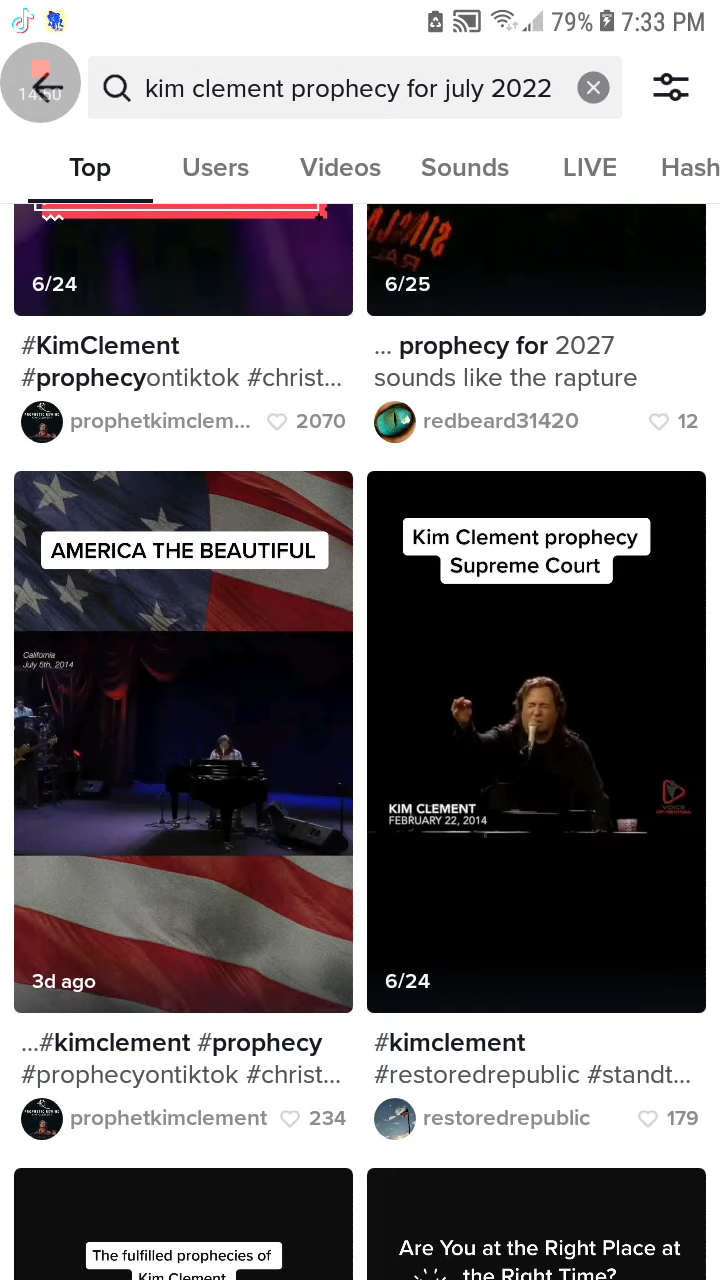 79% 7:33 PM
14:50
kim clement prophecy for july 2022
Top Users Videos Sounds LIVE Hash
6/24
6/25
#KimClement
#prophecyontiktok #christ...
prophetkimclem... 2070
... prophecy for 2027
sounds like the rapture
redbeard31420 12
AMERICA THE BEAUTIFUL
California
July 5th, 2014
3d ago
Kim Clement prophecy
Supreme Court
KIM CLEMENT
FEBRUARY 22, 2014
VOICE
6/24
...#kimclement #prophecy
#prophecyontiktok #christ...
prophetkimclement 234
#kimclement
#restoredrepublic #standt...
restoredrepublic 179
The fulfilled prophecies of
Kim Clement
Are You at the Right Place at
the Right Time?